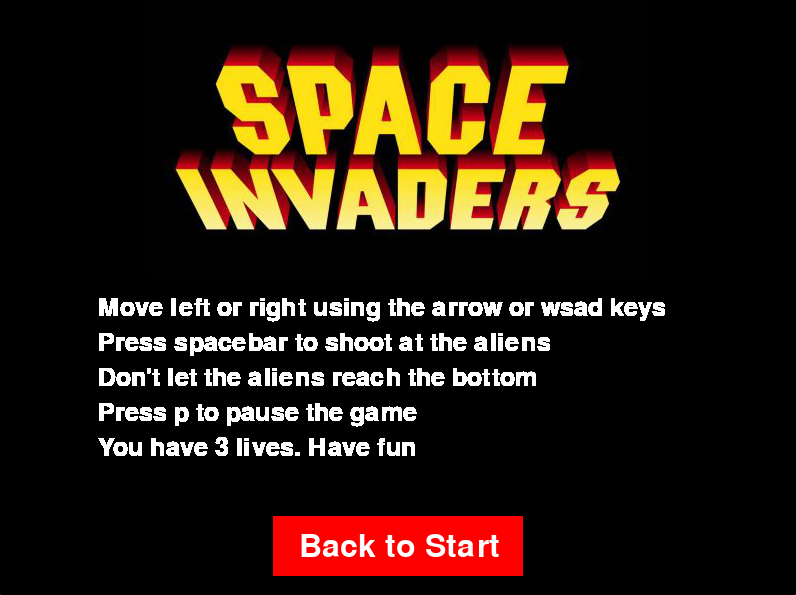 SPACE
INVADERS
Move left or right using the arrow or wsad keys
Press spacebar to shoot at the aliens
Don't let the aliens reach the bottom
Press p to pause the game
You have 3 lives. Have fun
Back to Start